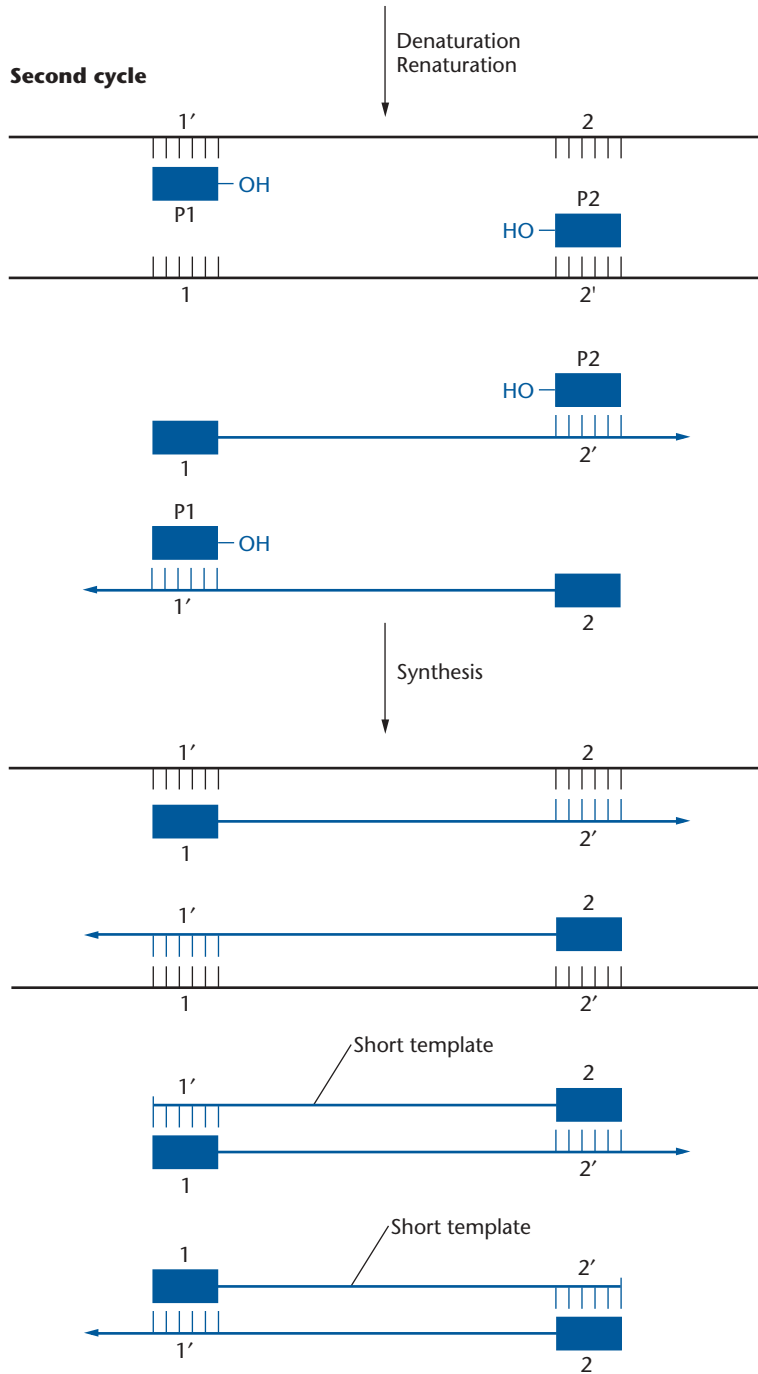 Denaturation
Renaturation
Second cycle
1′ 2
OH
P1 P2
HO
1 2'
P2
HO
1 2′
P1
OH
1′ 2
Synthesis
1′ 2
1 2′
1′ 2
1 2′
Short template
1′ 2
1 2′
Short template
1 2′
1′ 2